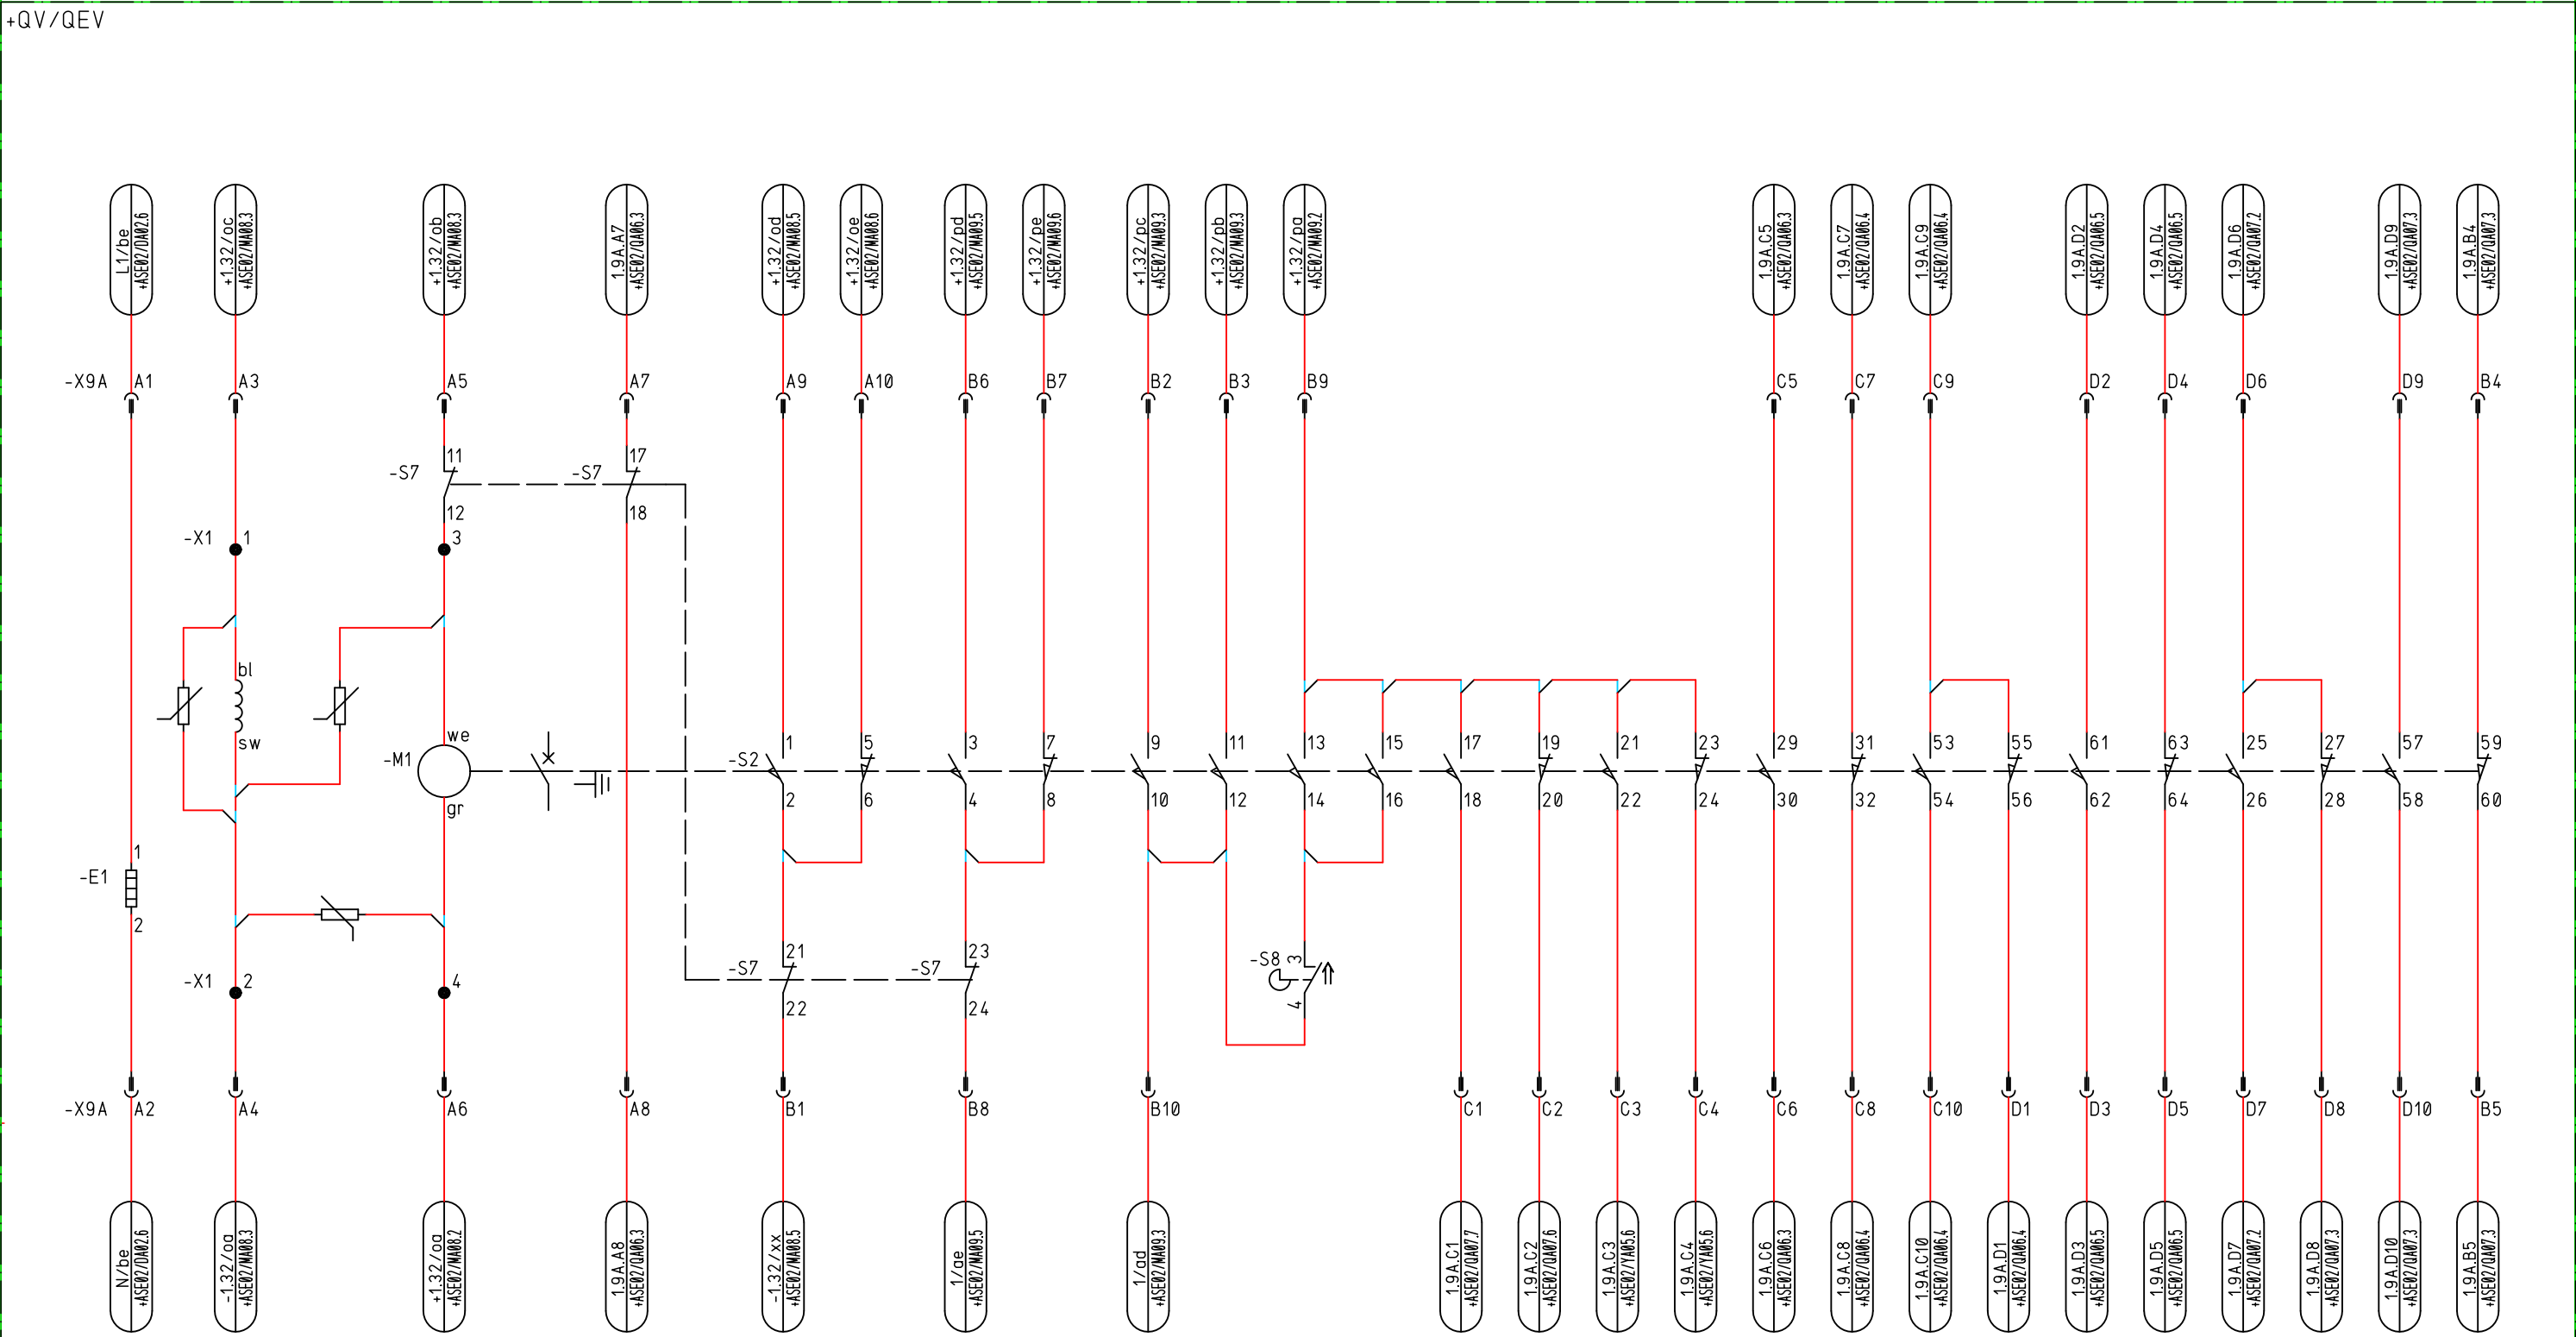 +QV/QEV
L1/be
+ASE02/DA02.6
+1.32/oc
+ASE02/MA08.3
+1.32/ob
+ASE02/MA08.3
1.9A.A7
+ASE02/QA06.3
+1.32/od
+ASE02/MA08.5
+1.32/oe
+ASE02/MA08.6
+1.32/pd
+ASE02/MA09.5
+1.32/pe
+ASE02/MA09.6
+1.32/pc
+ASE02/MA09.3
+1.32/pb
+ASE02/MA09.3
+1.32/pa
+ASE02/MA09.2
1.9A.C5
+ASE02/QA06.3
1.9A.C7
+ASE02/QA06.4
1.9A.C9
+ASE02/QA06.4
1.9A.D2
+ASE02/QA06.5
1.9A.D4
+ASE02/QA06.5
1.9A.D6
+ASE02/QA07.2
1.9A.D9
+ASE02/QA07.3
1.9A.B4
+ASE02/QA07.3
-X9A A1 A3 A5 A7 A9 A10 B6 B7 B2 B3 B9 C5 C7 C9 D2 D4 D6 D9 B4
11 17
-S7 -S7
12 18
-X1 1 3
bl
we sw
1 5 3 7 9 11 13 15 17 19 21 23 29 31 53 55 61 63 25 27 57 59
-M1 -S2
2 6 4 8 10 12 14 16 18 20 22 24 30 32 54 56 62 64 26 28 58 60
gr
1
-E1
2
21 23
-S7 -S7 -S8 3
22 24 4
-X1 2 4
-X9A A2 A4 A6 A8 B1 B8 B10 C1 C2 C3 C4 C6 C8 C10 D1 D3 D5 D7 D8 D10 B5
N/be
+ASE02/DA02.6
-1.32/oa
+ASE02/MA08.3
+1.32/oa
+ASE02/MA08.2
1.9A.A8
+ASE02/QA06.3
-1.32/xx
+ASE02/MA08.5
1/ae
+ASE02/MA09.5
1/ad
+ASE02/MA09.3
1.9A.C1
+ASE02/QA07.7
1.9A.C2
+ASE02/QA07.6
1.9A.C3
+ASE02/YA05.6
1.9A.C4
+ASE02/YA05.6
1.9A.C6
+ASE02/QA06.3
1.9A.C8
+ASE02/QA06.4
1.9A.C10
+ASE02/QA06.4
1.9A.D1
+ASE02/QA06.4
1.9A.D3
+ASE02/QA06.5
1.9A.D5
+ASE02/QA06.5
1.9A.D7
+ASE02/QA07.2
1.9A.D8
+ASE02/QA07.3
1.9A.D10
+ASE02/QA07.3
1.9A.B5
+ASE02/QA07.3